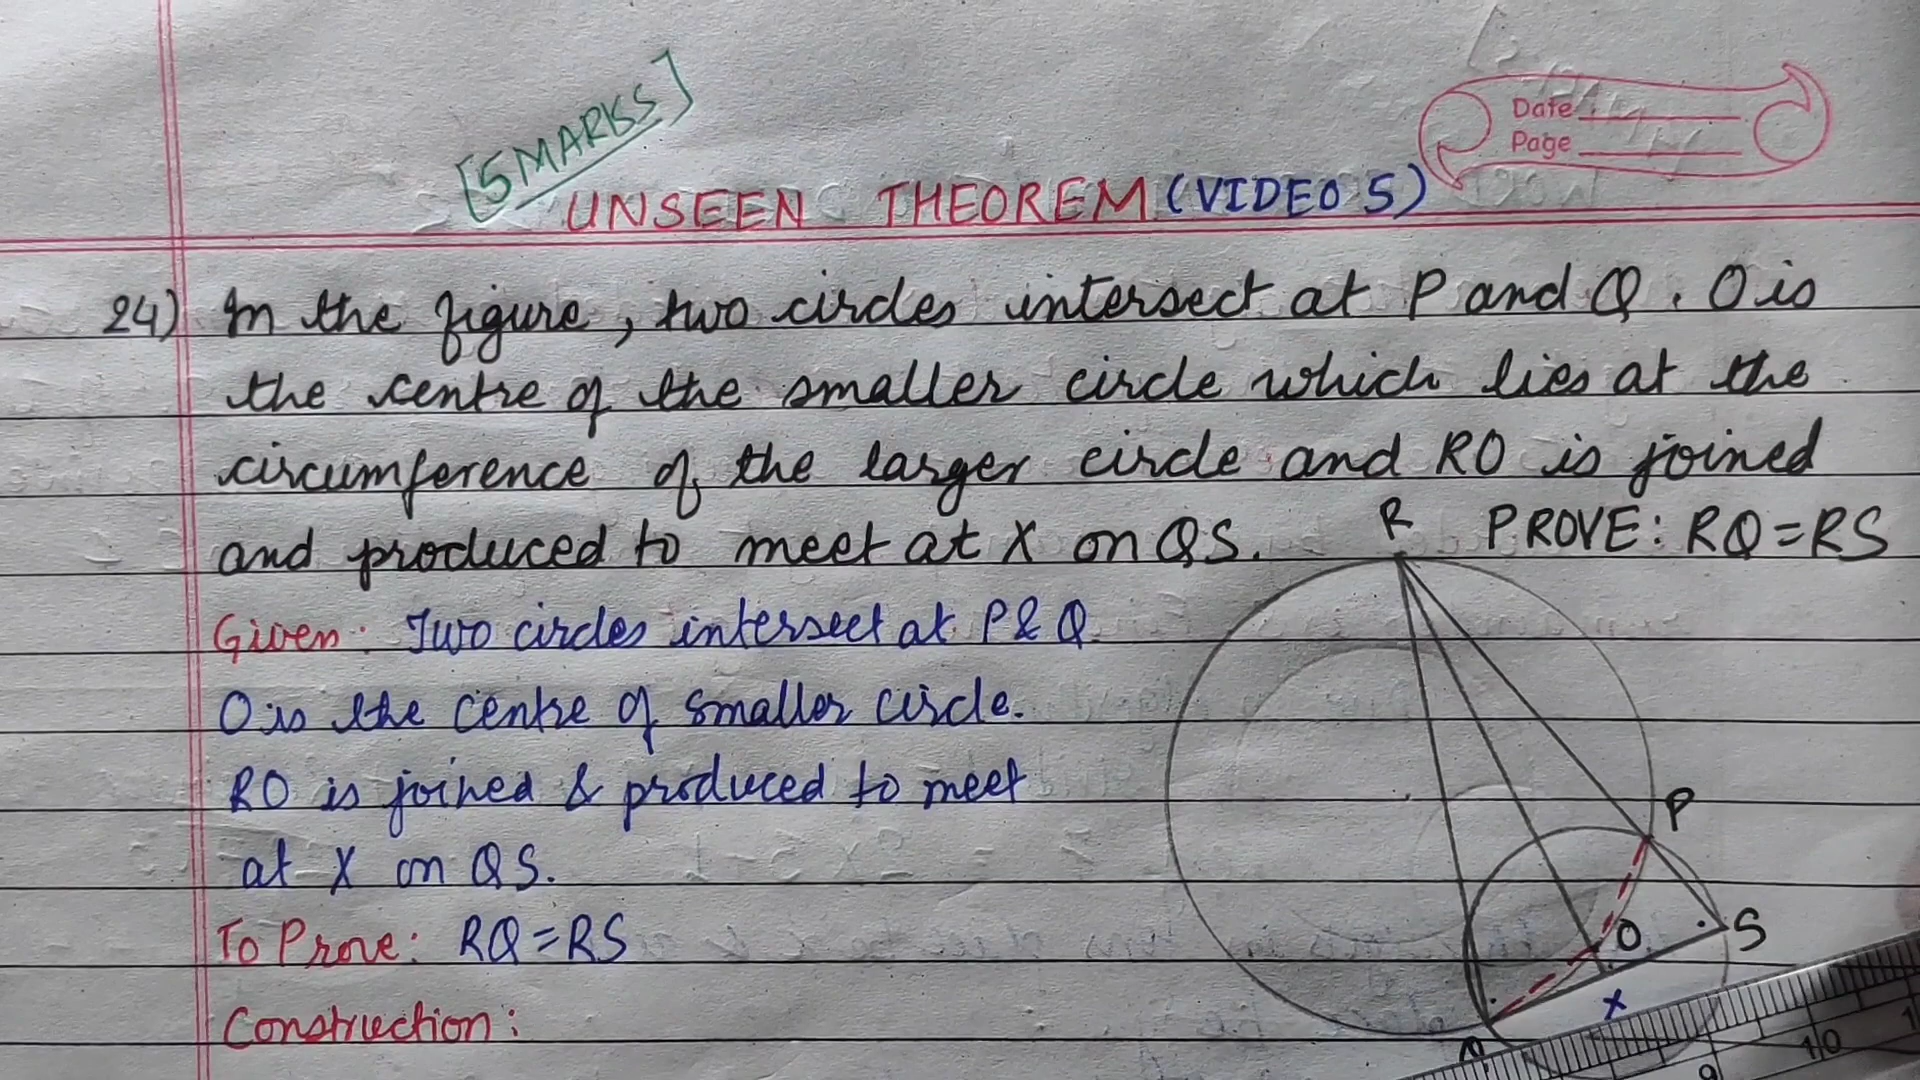 [5 MARKS]
Date
Page
UNSEEN THEOREM (VIDEO 5)
24) In the figure, two circles intersect at P and Q. O is
the centre of the smaller circle which lies at the
circumference of the larger circle and RO is joined
and produced to meet at X on QS.
PROVE: RQ=RS
Given: Two circles intersect at P & Q.
O is the centre of smaller circle.
RO is joined & produced to meet
at X on QS.
To Prove: RQ=RS
Construction:
R
P
O
S
X
Q
9
10